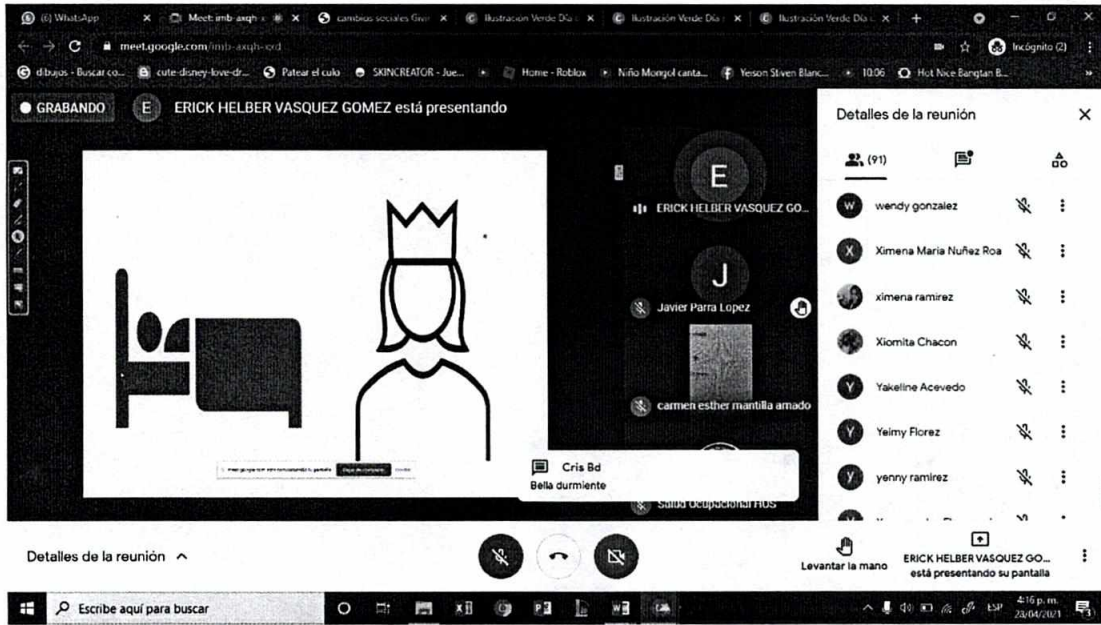 (6) WhatsApp
Meet: imb-axqh-x
cambios sociales Giv
Ilustración Verde Día
Ilustración Verde Día
Ilustración Verde Día
meet.google.com/imb-axqh-xxd
Incógnito (2)
dibujos - Buscar co...
cute-disney-love-dr...
Patear el culo
SKINCREATOR - Jue...
Home - Roblox
Niño Mongol canta...
Yeison Stiven Blanc...
10:06
Hot Nice Bangtan B...
GRABANDO
E
ERICK HELBER VASQUEZ GOMEZ está presentando
Detalles de la reunión
(91)
E
ERICK HELBER VASQUEZ GO...
J
Javier Parra Lopez
carmen esther mantilla amado
Cris Bd
Bella durmiente
Salud Ocupacional HUS
W
wendy gonzalez
X
Ximena Maria Nuñez Roa
ximena ramirez
Xiomita Chacon
Y
Yakeline Acevedo
Y
Yeimy Florez
y
yenny ramirez
Detalles de la reunión
Levantar la mano
ERICK HELBER VASQUEZ GO...
está presentando su pantalla
Escribe aquí para buscar
ESP
4:16 p. m.
23/04/2021
3